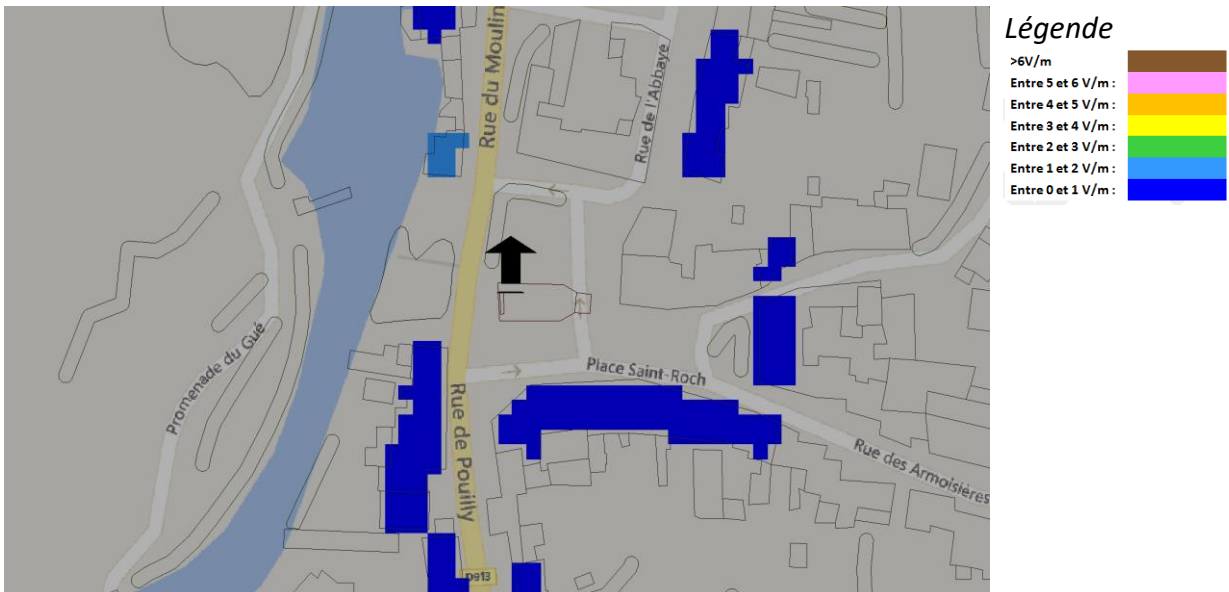 Légende
>6V/m
Entre 5 et 6 V/m :
Entre 4 et 5 V/m :
Entre 3 et 4 V/m :
Entre 2 et 3 V/m :
Entre 1 et 2 V/m :
Entre 0 et 1 V/m :
Rue du Moulin
Rue de l'Abbaye
Promenade du Gué
Place Saint-Roch
Rue de Pouilly
Rue des Armoisières
D913